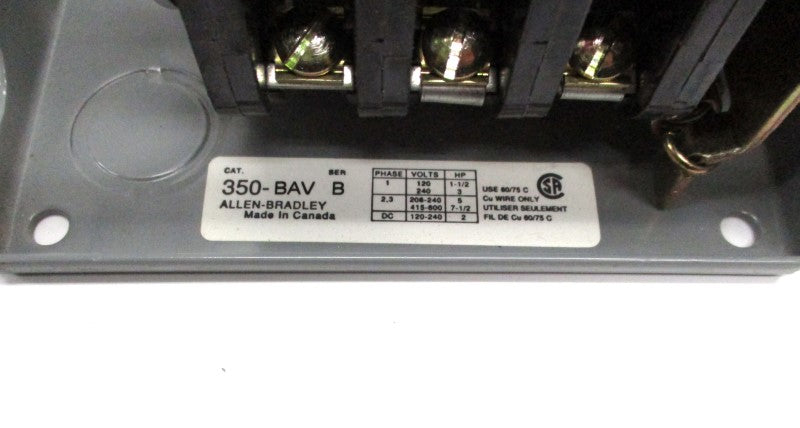 CAT. SER
350-BAV B
ALLEN-BRADLEY
Made in Canada
PHASE VOLTS HP
1 120 1-1/2
240 3
2,3 208-240 5
415-600 7-1/2
DC 120-240 2
USE 60/75 C
Cu WIRE ONLY
UTILISER SEULEMENT
FIL DE Cu 60/75 C